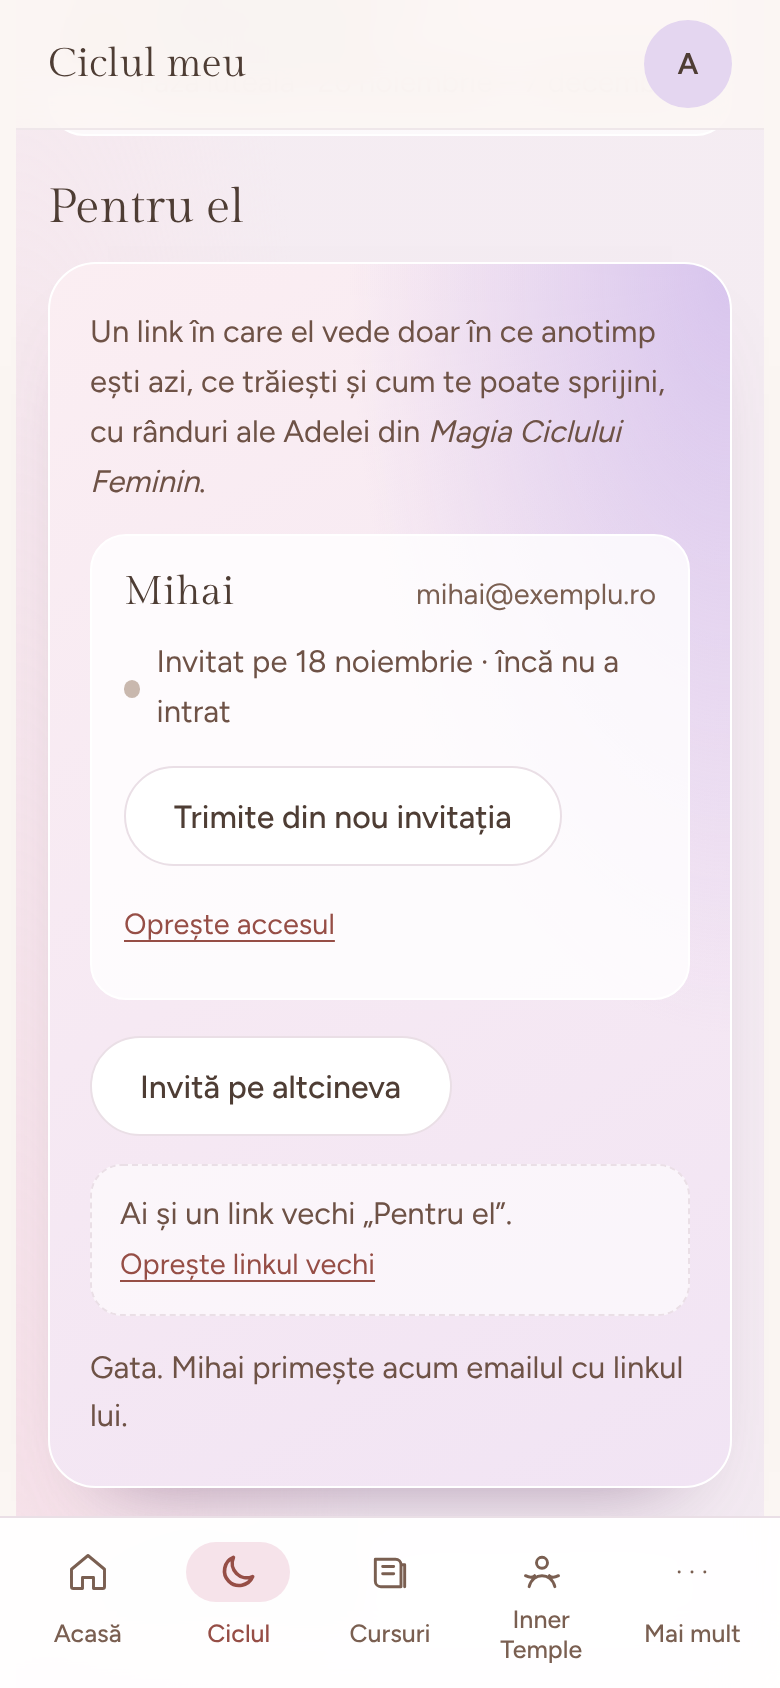 Ciclul meu
A
Pentru el
Un link în care el vede doar în ce anotimp
ești azi, ce trăiești și cum te poate sprijini,
cu rânduri ale Adelei din Magia Ciclului
Feminin.
Mihai
mihai@exemplu.ro
Invitat pe 18 noiembrie · încă nu a
intrat
Trimite din nou invitația
Oprește accesul
Invită pe altcineva
Ai și un link vechi „Pentru el”.
Oprește linkul vechi
Gata. Mihai primește acum emailul cu linkul
lui.
Acasă
Ciclul
Cursuri
Inner
Temple
Mai mult